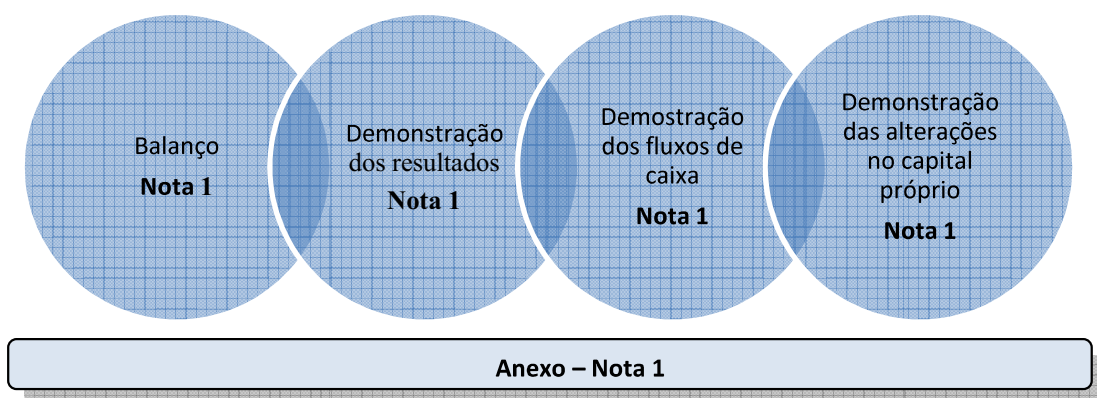 Balanço
Nota 1
Demonstração
dos resultados
Nota 1
Demostração
dos fluxos de
caixa
Nota 1
Demonstração
das alterações
no capital
próprio
Nota 1
Anexo – Nota 1